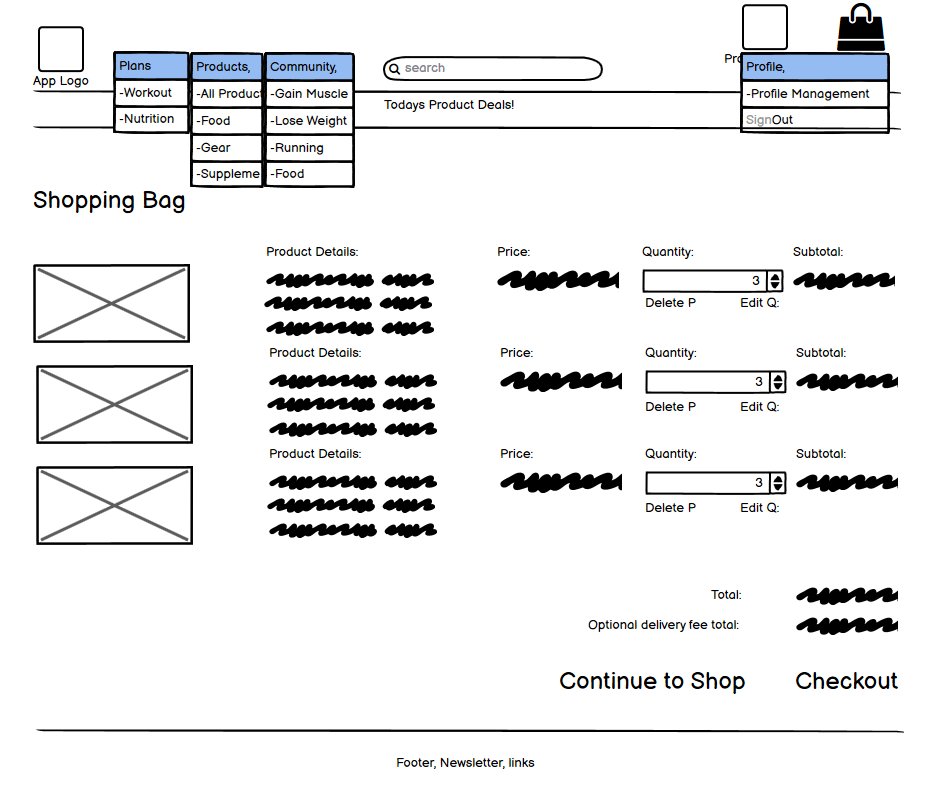 App Logo
Plans
-Workout
-Nutrition
Products,
-All Product
-Food
-Gear
-Suppleme
Community,
-Gain Muscle
-Lose Weight
-Running
-Food
search
Todays Product Deals!
Pro
Profile,
-Profile Management
SignOut
Shopping Bag
Product Details: Price: Quantity: Subtotal:
3
Delete P Edit Q:
Product Details: Price: Quantity: Subtotal:
3
Delete P Edit Q:
Product Details: Price: Quantity: Subtotal:
3
Delete P Edit Q:
Total:
Optional delivery fee total:
Continue to Shop Checkout
Footer, Newsletter, links